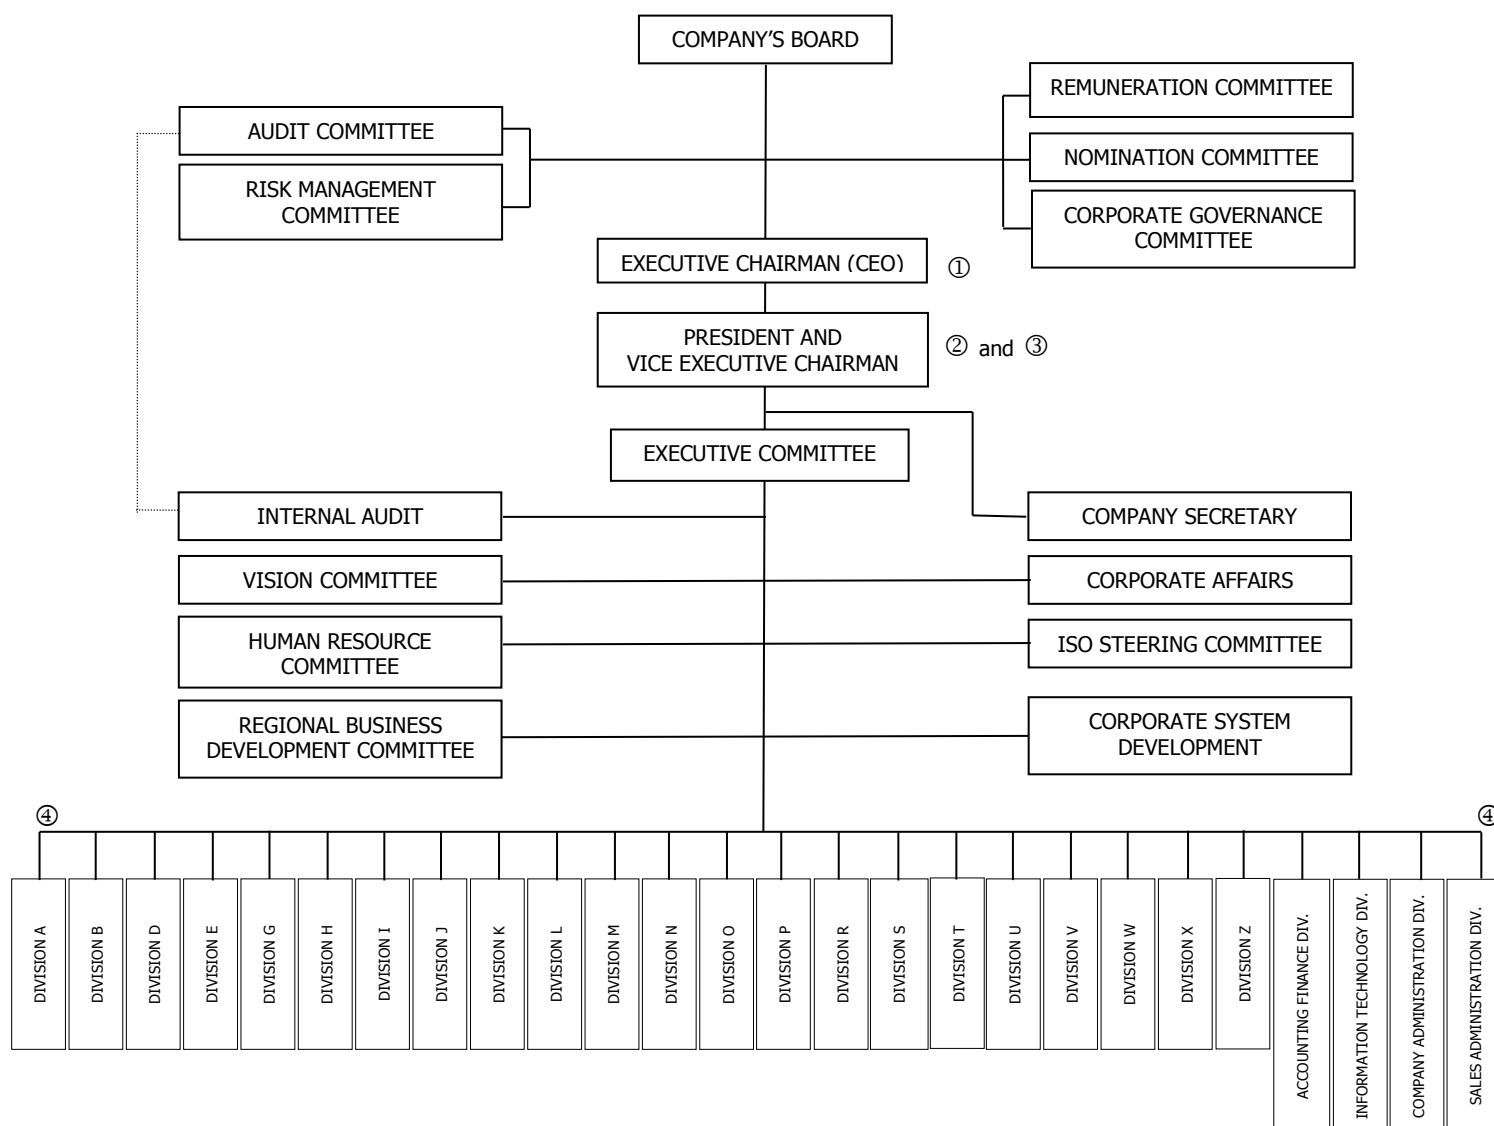 COMPANY'S BOARD
REMUNERATION COMMITTEE
AUDIT COMMITTEE
NOMINATION COMMITTEE
RISK MANAGEMENT
COMMITTEE
CORPORATE GOVERNANCE
COMMITTEE
EXECUTIVE CHAIRMAN (CEO)
①
PRESIDENT AND
VICE EXECUTIVE CHAIRMAN
② and ③
EXECUTIVE COMMITTEE
INTERNAL AUDIT
COMPANY SECRETARY
VISION COMMITTEE
CORPORATE AFFAIRS
HUMAN RESOURCE
COMMITTEE
ISO STEERING COMMITTEE
REGIONAL BUSINESS
DEVELOPMENT COMMITTEE
CORPORATE SYSTEM
DEVELOPMENT
④
④
DIVISION A
DIVISION B
DIVISION D
DIVISION E
DIVISION G
DIVISION H
DIVISION I
DIVISION J
DIVISION K
DIVISION L
DIVISION M
DIVISION N
DIVISION O
DIVISION P
DIVISION R
DIVISION S
DIVISION T
DIVISION U
DIVISION V
DIVISION W
DIVISION X
DIVISION Z
ACCOUNTING FINANCE DIV.
INFORMATION TECHNOLOGY DIV.
COMPANY ADMINISTRATION DIV.
SALES ADMINISTRATION DIV.